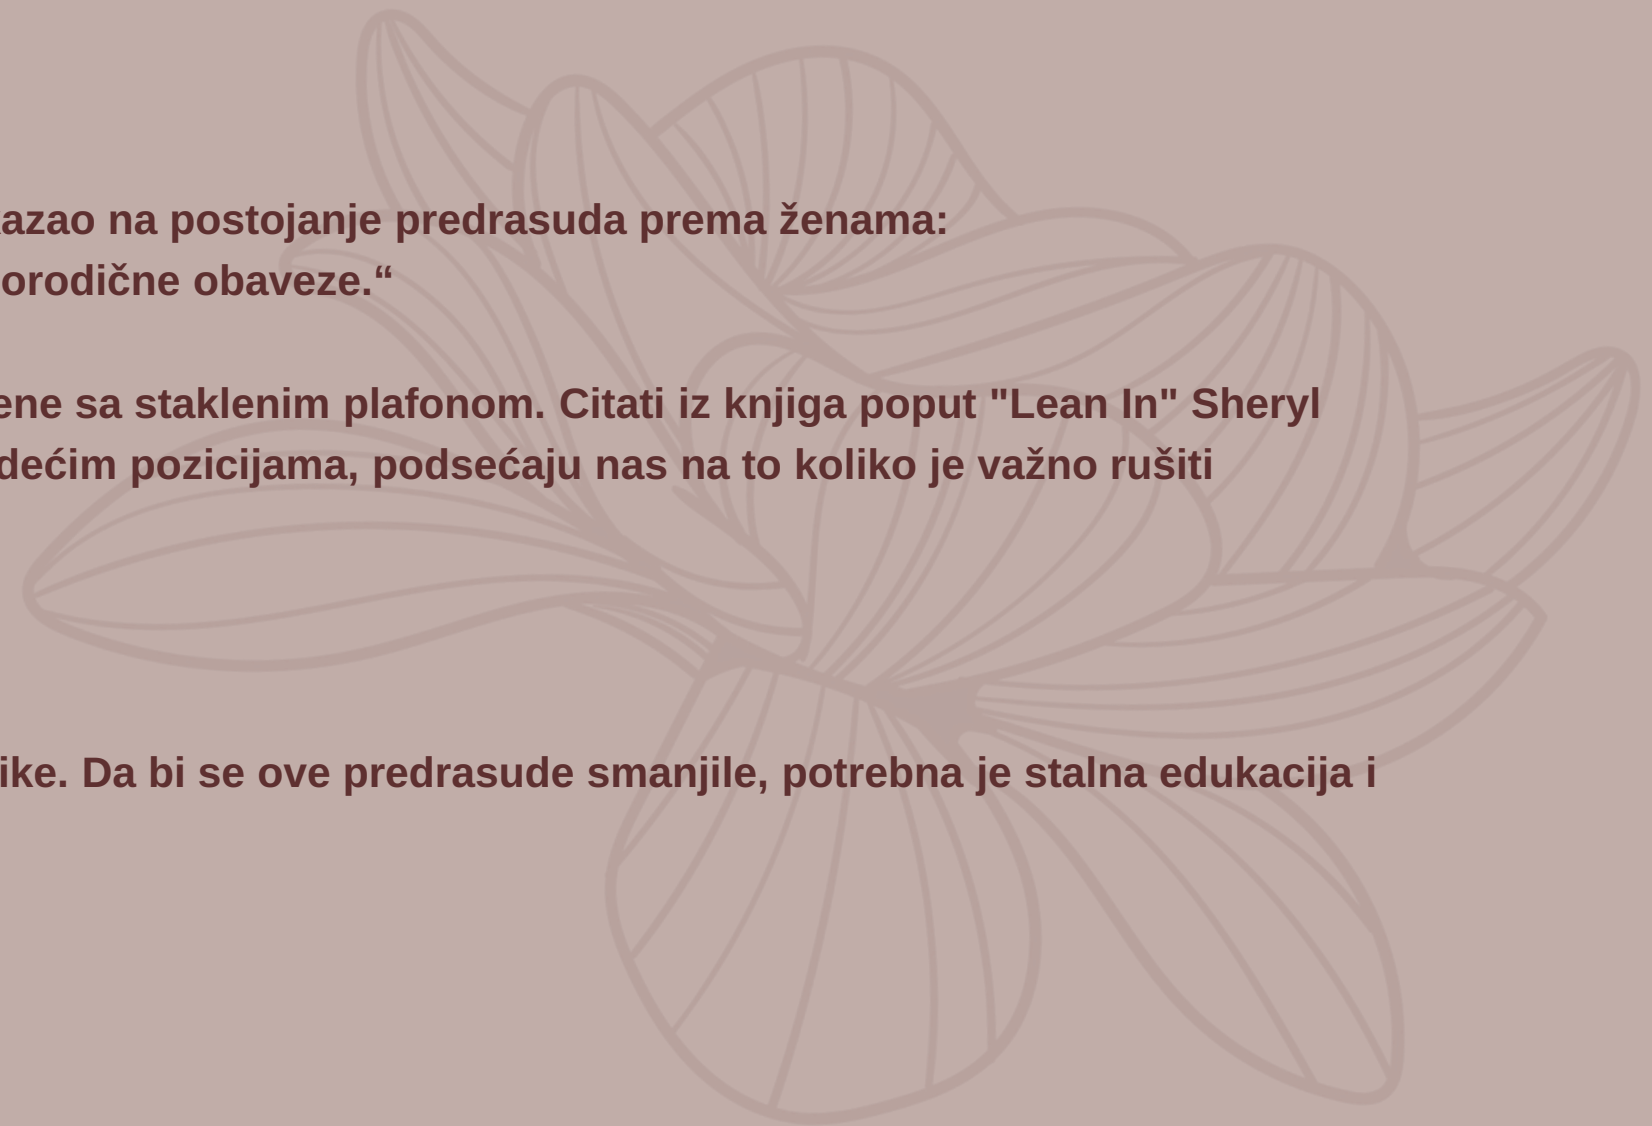 azao na postojanje predrasuda prema ženama:
orodične obaveze.“
ene sa staklenim plafonom. Citati iz knjiga poput "Lean In" Sheryl
dećim pozicijama, podsećaju nas na to koliko je važno rušiti
ike. Da bi se ove predrasude smanjile, potrebna je stalna edukacija i